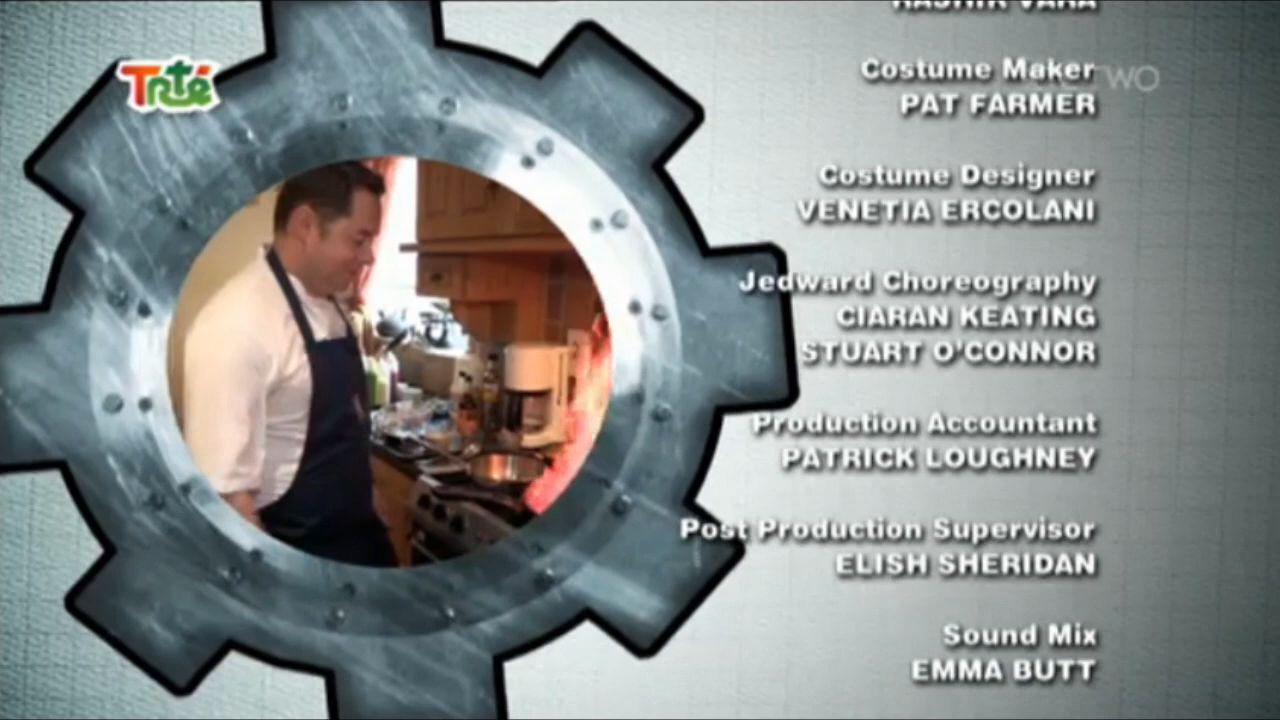 TRTÉ
TWO
Costume Maker
PAT FARMER
Costume Designer
VENETIA ERCOLANI
Jedward Choreography
CIARAN KEATING
STUART O'CONNOR
Production Accountant
PATRICK LOUGHNEY
Post Production Supervisor
ELISH SHERIDAN
Sound Mix
EMMA BUTT